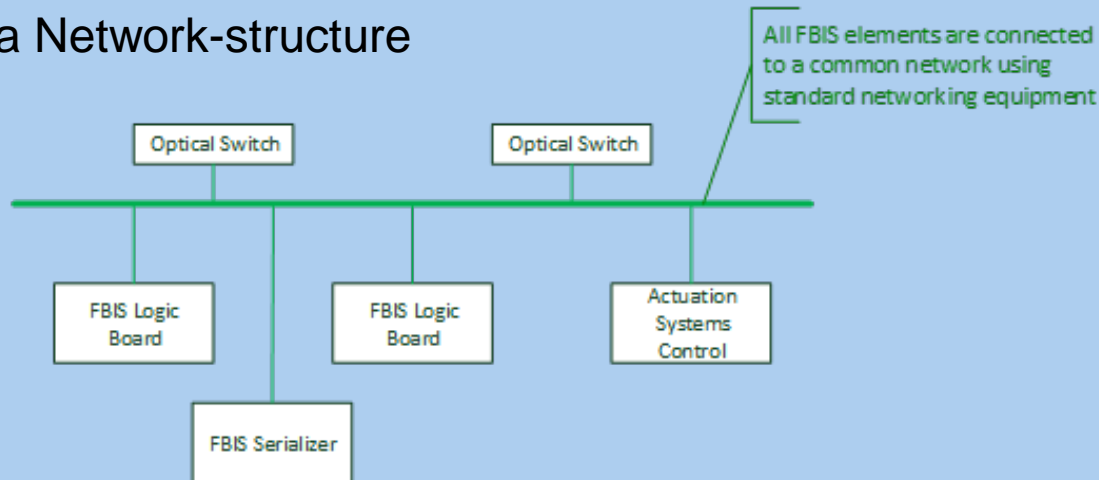 a Network-structure
All FBIS elements are connected
to a common network using
standard networking equipment
Optical Switch
Optical Switch
FBIS Logic
Board
FBIS Logic
Board
Actuation
Systems
Control
FBIS Serializer